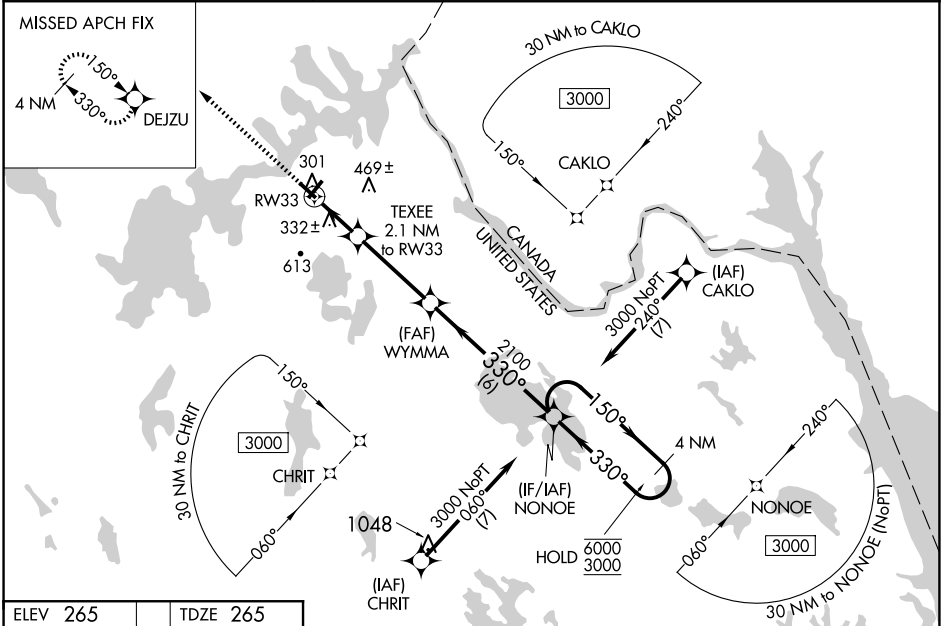 MISSED APCH FIX
150°
4 NM
330°
DEJZU
30 NM to CAKLO
3000
240°
150°
CAKLO
301
469±
RW33
332±
TEXEE
2.1 NM
to RW33
613
CANADA
UNITED STATES
(IAF)
CAKLO
3000 NoPT
240°
(7)
(FAF)
WYMMA
2100
330°
(6)
150°
30 NM to CHRIT
3000
CHRIT
060°
150°
4 NM
330°
(IF/IAF)
NONOE
240°
NONOE
060°
3000
30 NM to NONOE (NoPT)
1048
3000 NoPT
060°
(7)
HOLD
6000
3000
(IAF)
CHRIT
ELEV 265
TDZE 265